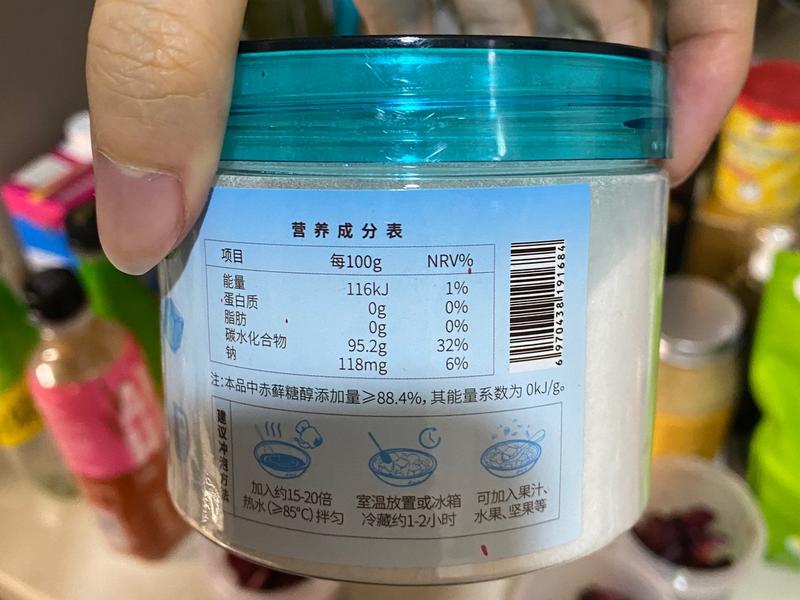 营养成分表
项目 每100g NRV%
能量 116kJ 1%
蛋白质 0g 0%
脂肪 0g 0%
碳水化合物 95.2g 32%
钠 118mg 6%
注:本品中赤藓糖醇添加量≥88.4%,其能量系数为 0kJ/g。
建议冲泡方法
加入约15-20倍
热水(≥85℃)拌匀
室温放置或冰箱
冷藏约1-2小时
可加入果汁、
水果、坚果等
6 970438 191684